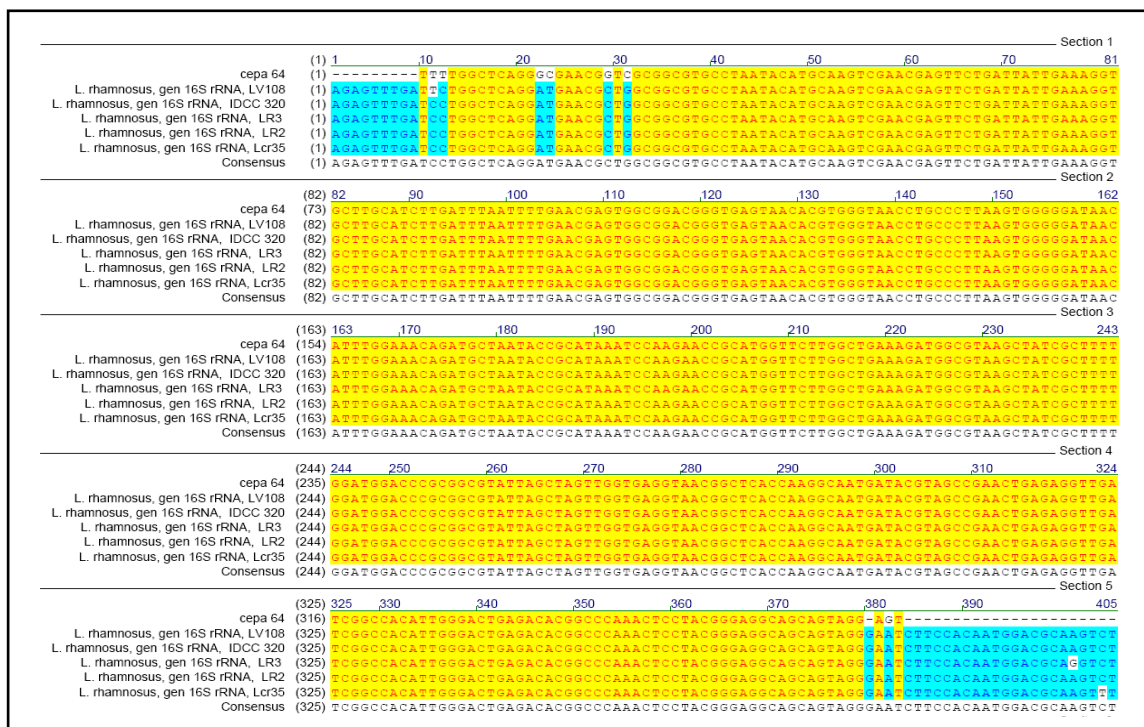 Section 1
(1) 1 10 20 30 40 50 60 70 81
cepa 64 (1) ---------TTTTGGCTCAGGGCGAACGGTCGCGGCGTGCCTAATACATGCAAGTCGAACGAGTTCTGATTATTGAAAGGT
L. rhamnosus, gen 16S rRNA, LV108 (1) AGAGTTTGATTCTGGCTCAGGATGAACGCTGGCGGCGTGCCTAATACATGCAAGTCGAACGAGTTCTGATTATTGAAAGGT
L. rhamnosus, gen 16S rRNA, IDCC 320 (1) AGAGTTTGATCCTGGCTCAGGATGAACGCTGGCGGCGTGCCTAATACATGCAAGTCGAACGAGTTCTGATTATTGAAAGGT
L. rhamnosus, gen 16S rRNA, LR3 (1) AGAGTTTGATCCTGGCTCAGGATGAACGCTGGCGGCGTGCCTAATACATGCAAGTCGAACGAGTTCTGATTATTGAAAGGT
L. rhamnosus, gen 16S rRNA, LR2 (1) AGAGTTTGATCCTGGCTCAGGATGAACGCTGGCGGCGTGCCTAATACATGCAAGTCGAACGAGTTCTGATTATTGAAAGGT
L. rhamnosus, gen 16S rRNA, Lcr35 (1) AGAGTTTGATCCTGGCTCAGGATGAACGCTGGCGGCGTGCCTAATACATGCAAGTCGAACGAGTTCTGATTATTGAAAGGT
Consensus (1) AGAGTTTGATCCTGGCTCAGGATGAACGCTGGCGGCGTGCCTAATACATGCAAGTCGAACGAGTTCTGATTATTGAAAGGT
Section 2
(82) 82 90 100 110 120 130 140 150 162
cepa 64 (73) GCTTGCATCTTGATTTAATTTTGAACGAGTGGCGGACGGGTGAGTAACACGTGGGTAACCTGCCCTTAAGTGGGGGATAAC
L. rhamnosus, gen 16S rRNA, LV108 (82) GCTTGCATCTTGATTTAATTTTGAACGAGTGGCGGACGGGTGAGTAACACGTGGGTAACCTGCCCTTAAGTGGGGGATAAC
L. rhamnosus, gen 16S rRNA, IDCC 320 (82) GCTTGCATCTTGATTTAATTTTGAACGAGTGGCGGACGGGTGAGTAACACGTGGGTAACCTGCCCTTAAGTGGGGGATAAC
L. rhamnosus, gen 16S rRNA, LR3 (82) GCTTGCATCTTGATTTAATTTTGAACGAGTGGCGGACGGGTGAGTAACACGTGGGTAACCTGCCCTTAAGTGGGGGATAAC
L. rhamnosus, gen 16S rRNA, LR2 (82) GCTTGCATCTTGATTTAATTTTGAACGAGTGGCGGACGGGTGAGTAACACGTGGGTAACCTGCCCTTAAGTGGGGGATAAC
L. rhamnosus, gen 16S rRNA, Lcr35 (82) GCTTGCATCTTGATTTAATTTTGAACGAGTGGCGGACGGGTGAGTAACACGTGGGTAACCTGCCCTTAAGTGGGGGATAAC
Consensus (82) GCTTGCATCTTGATTTAATTTTGAACGAGTGGCGGACGGGTGAGTAACACGTGGGTAACCTGCCCTTAAGTGGGGGATAAC
Section 3
(163) 163 170 180 190 200 210 220 230 243
cepa 64 (154) ATTTGGAAACAGATGCTAATACCGCATAAATCCAAGAACCGCATGGTTCTTGGCTGAAAGATGGCGTAAGCTATCGCTTTT
L. rhamnosus, gen 16S rRNA, LV108 (163) ATTTGGAAACAGATGCTAATACCGCATAAATCCAAGAACCGCATGGTTCTTGGCTGAAAGATGGCGTAAGCTATCGCTTTT
L. rhamnosus, gen 16S rRNA, IDCC 320 (163) ATTTGGAAACAGATGCTAATACCGCATAAATCCAAGAACCGCATGGTTCTTGGCTGAAAGATGGCGTAAGCTATCGCTTTT
L. rhamnosus, gen 16S rRNA, LR3 (163) ATTTGGAAACAGATGCTAATACCGCATAAATCCAAGAACCGCATGGTTCTTGGCTGAAAGATGGCGTAAGCTATCGCTTTT
L. rhamnosus, gen 16S rRNA, LR2 (163) ATTTGGAAACAGATGCTAATACCGCATAAATCCAAGAACCGCATGGTTCTTGGCTGAAAGATGGCGTAAGCTATCGCTTTT
L. rhamnosus, gen 16S rRNA, Lcr35 (163) ATTTGGAAACAGATGCTAATACCGCATAAATCCAAGAACCGCATGGTTCTTGGCTGAAAGATGGCGTAAGCTATCGCTTTT
Consensus (163) ATTTGGAAACAGATGCTAATACCGCATAAATCCAAGAACCGCATGGTTCTTGGCTGAAAGATGGCGTAAGCTATCGCTTTT
Section 4
(244) 244 250 260 270 280 290 300 310 324
cepa 64 (235) GGATGGACCCGCGGCGTATTAGCTAGTTGGTGAGGTAACGGCTCACCAAGGCAATGATACGTAGCCGAACTGAGAGGTTGA
L. rhamnosus, gen 16S rRNA, LV108 (244) GGATGGACCCGCGGCGTATTAGCTAGTTGGTGAGGTAACGGCTCACCAAGGCAATGATACGTAGCCGAACTGAGAGGTTGA
L. rhamnosus, gen 16S rRNA, IDCC 320 (244) GGATGGACCCGCGGCGTATTAGCTAGTTGGTGAGGTAACGGCTCACCAAGGCAATGATACGTAGCCGAACTGAGAGGTTGA
L. rhamnosus, gen 16S rRNA, LR3 (244) GGATGGACCCGCGGCGTATTAGCTAGTTGGTGAGGTAACGGCTCACCAAGGCAATGATACGTAGCCGAACTGAGAGGTTGA
L. rhamnosus, gen 16S rRNA, LR2 (244) GGATGGACCCGCGGCGTATTAGCTAGTTGGTGAGGTAACGGCTCACCAAGGCAATGATACGTAGCCGAACTGAGAGGTTGA
L. rhamnosus, gen 16S rRNA, Lcr35 (244) GGATGGACCCGCGGCGTATTAGCTAGTTGGTGAGGTAACGGCTCACCAAGGCAATGATACGTAGCCGAACTGAGAGGTTGA
Consensus (244) GGATGGACCCGCGGCGTATTAGCTAGTTGGTGAGGTAACGGCTCACCAAGGCAATGATACGTAGCCGAACTGAGAGGTTGA
Section 5
(325) 325 330 340 350 360 370 380 390 405
cepa 64 (316) TCGGCCACATTGGGACTGAGACACGGCCCAAACTCCTACGGGAGGCAGCAGTAGG-AGT----------------------
L. rhamnosus, gen 16S rRNA, LV108 (325) TCGGCCACATTGGGACTGAGACACGGCCCAAACTCCTACGGGAGGCAGCAGTAGGGAATCTTCCACAATGGACGCAAGTCT
L. rhamnosus, gen 16S rRNA, IDCC 320 (325) TCGGCCACATTGGGACTGAGACACGGCCCAAACTCCTACGGGAGGCAGCAGTAGGGAATCTTCCACAATGGACGCAAGTCT
L. rhamnosus, gen 16S rRNA, LR3 (325) TCGGCCACATTGGGACTGAGACACGGCCCAAACTCCTACGGGAGGCAGCAGTAGGGAATCTTCCACAATGGACGCAGGTCT
L. rhamnosus, gen 16S rRNA, LR2 (325) TCGGCCACATTGGGACTGAGACACGGCCCAAACTCCTACGGGAGGCAGCAGTAGGGAATCTTCCACAATGGACGCAAGTCT
L. rhamnosus, gen 16S rRNA, Lcr35 (325) TCGGCCACATTGGGACTGAGACACGGCCCAAACTCCTACGGGAGGCAGCAGTAGGGAATCTTCCACAATGGACGCAAGTTT
Consensus (325) TCGGCCACATTGGGACTGAGACACGGCCCAAACTCCTACGGGAGGCAGCAGTAGGGAATCTTCCACAATGGACGCAAGTCT